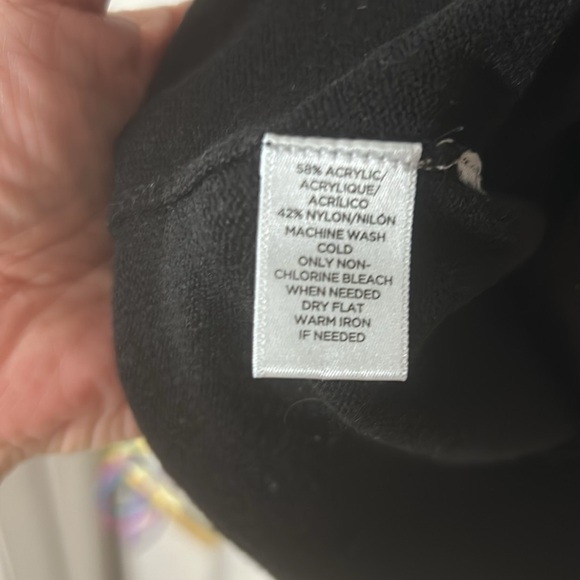 58% ACRYLIC/
ACRYLIQUE/
ACRÍLICO
42% NYLON/NILÓN
MACHINE WASH
COLD
ONLY NON-
CHLORINE BLEACH
WHEN NEEDED
DRY FLAT
WARM IRON
IF NEEDED